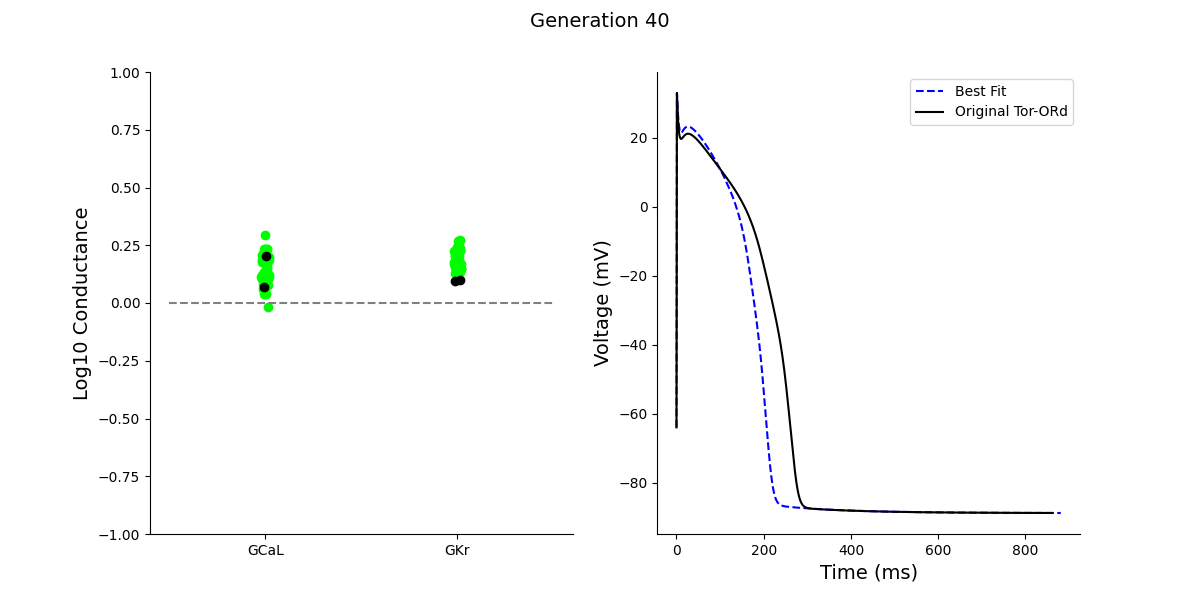 Generation 40
Log10 Conductance
1.00
0.75
0.50
0.25
0.00
−0.25
−0.50
−0.75
−1.00
GCaL
GKr
Voltage (mV)
20
0
−20
−40
−60
−80
0
200
400
600
800
Time (ms)
Best Fit
Original Tor-ORd